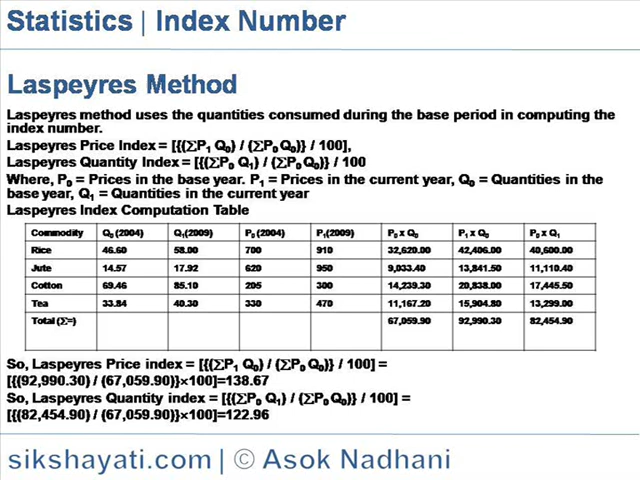 Statistics | Index Number
Laspeyres Method
Laspeyres method uses the quantities consumed during the base period in computing the
index number.
Laspeyres Price Index = [{(∑P₁ Q₀) / (∑P₀ Q₀)} / 100],
Laspeyres Quantity Index = [{(∑P₀ Q₁) / (∑P₀ Q₀)} / 100
Where, P₀ = Prices in the base year. P₁ = Prices in the current year, Q₀ = Quantities in the
base year, Q₁ = Quantities in the current year
Laspeyres Index Computation Table
Commodity Q₀ (2004) Q₁(2009) P₀ (2004) P₁(2009) P₀ x Q₀ P₁ x Q₀ P₀ x Q₁
Rice 46.60 58.00 700 910 32,620.00 42,406.00 40,600.00
Jute 14.57 17.92 620 950 9,033.40 13,841.50 11,110.40
Cotton 69.46 85.10 205 300 14,239.30 20,838.00 17,445.50
Tea 33.84 40.30 330 470 11,167.20 15,904.80 13,299.00
Total (∑=) 67,059.90 92,990.30 82,454.90
So, Laspeyres Price index = [{(∑P₁ Q₀) / (∑P₀ Q₀)} / 100] =
[{(92,990.30) / (67,059.90)}×100]=138.67
So, Laspeyres Quantity index = [{(∑P₀ Q₁) / (∑P₀ Q₀)} / 100] =
[{(82,454.90) / (67,059.90)}×100]=122.96
sikshayati.com | © Asok Nadhani